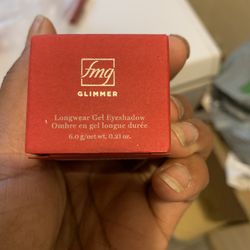 fmg
GLIMMER
Longwear Gel Eyeshadow
Ombre en gel longue durée
6.0 g/net wt. 0.21 oz.